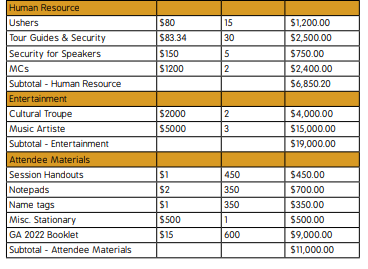 Human Resource
Ushers $80 15 $1,200.00
Tour Guides & Security $83.34 30 $2,500.00
Security for Speakers $150 5 $750.00
MCs $1200 2 $2,400.00
Subtotal - Human Resource $6,850.20
Entertainment
Cultural Troupe $2000 2 $4,000.00
Music Artiste $5000 3 $15,000.00
Subtotal - Entertainment $19,000.00
Attendee Materials
Session Handouts $1 450 $450.00
Notepads $2 350 $700.00
Name tags $1 350 $350.00
Misc. Stationary $500 1 $500.00
GA 2022 Booklet $15 600 $9,000.00
Subtotal - Attendee Materials $11,000.00